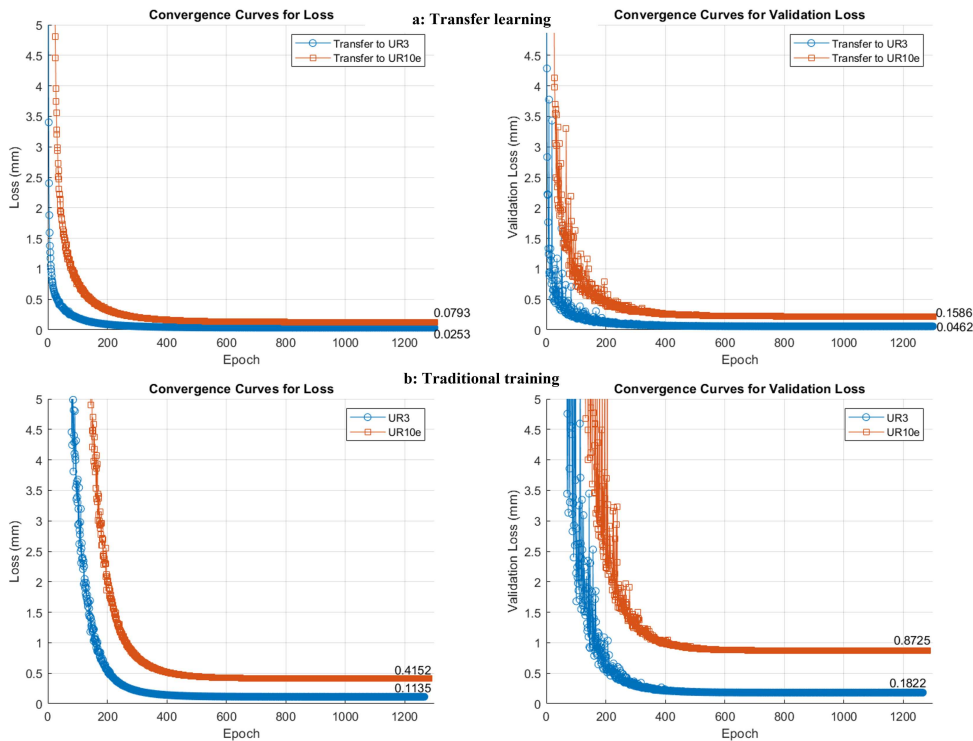 a: Transfer learning
Convergence Curves for Loss
Transfer to UR3
Transfer to UR10e
Loss (mm)
5
4.5
4
3.5
3
2.5
2
1.5
1
0.5
0
0.0793
0.0253
0 200 400 600 800 1000 1200
Epoch
Convergence Curves for Validation Loss
Transfer to UR3
Transfer to UR10e
Validation Loss (mm)
5
4.5
4
3.5
3
2.5
2
1.5
1
0.5
0
0.1586
0.0462
0 200 400 600 800 1000 1200
Epoch
b: Traditional training
Convergence Curves for Loss
UR3
UR10e
Loss (mm)
5
4.5
4
3.5
3
2.5
2
1.5
1
0.5
0
0.4152
0.1135
0 200 400 600 800 1000 1200
Epoch
Convergence Curves for Validation Loss
UR3
UR10e
Validation Loss (mm)
5
4.5
4
3.5
3
2.5
2
1.5
1
0.5
0
0.8725
0.1822
0 200 400 600 800 1000 1200
Epoch